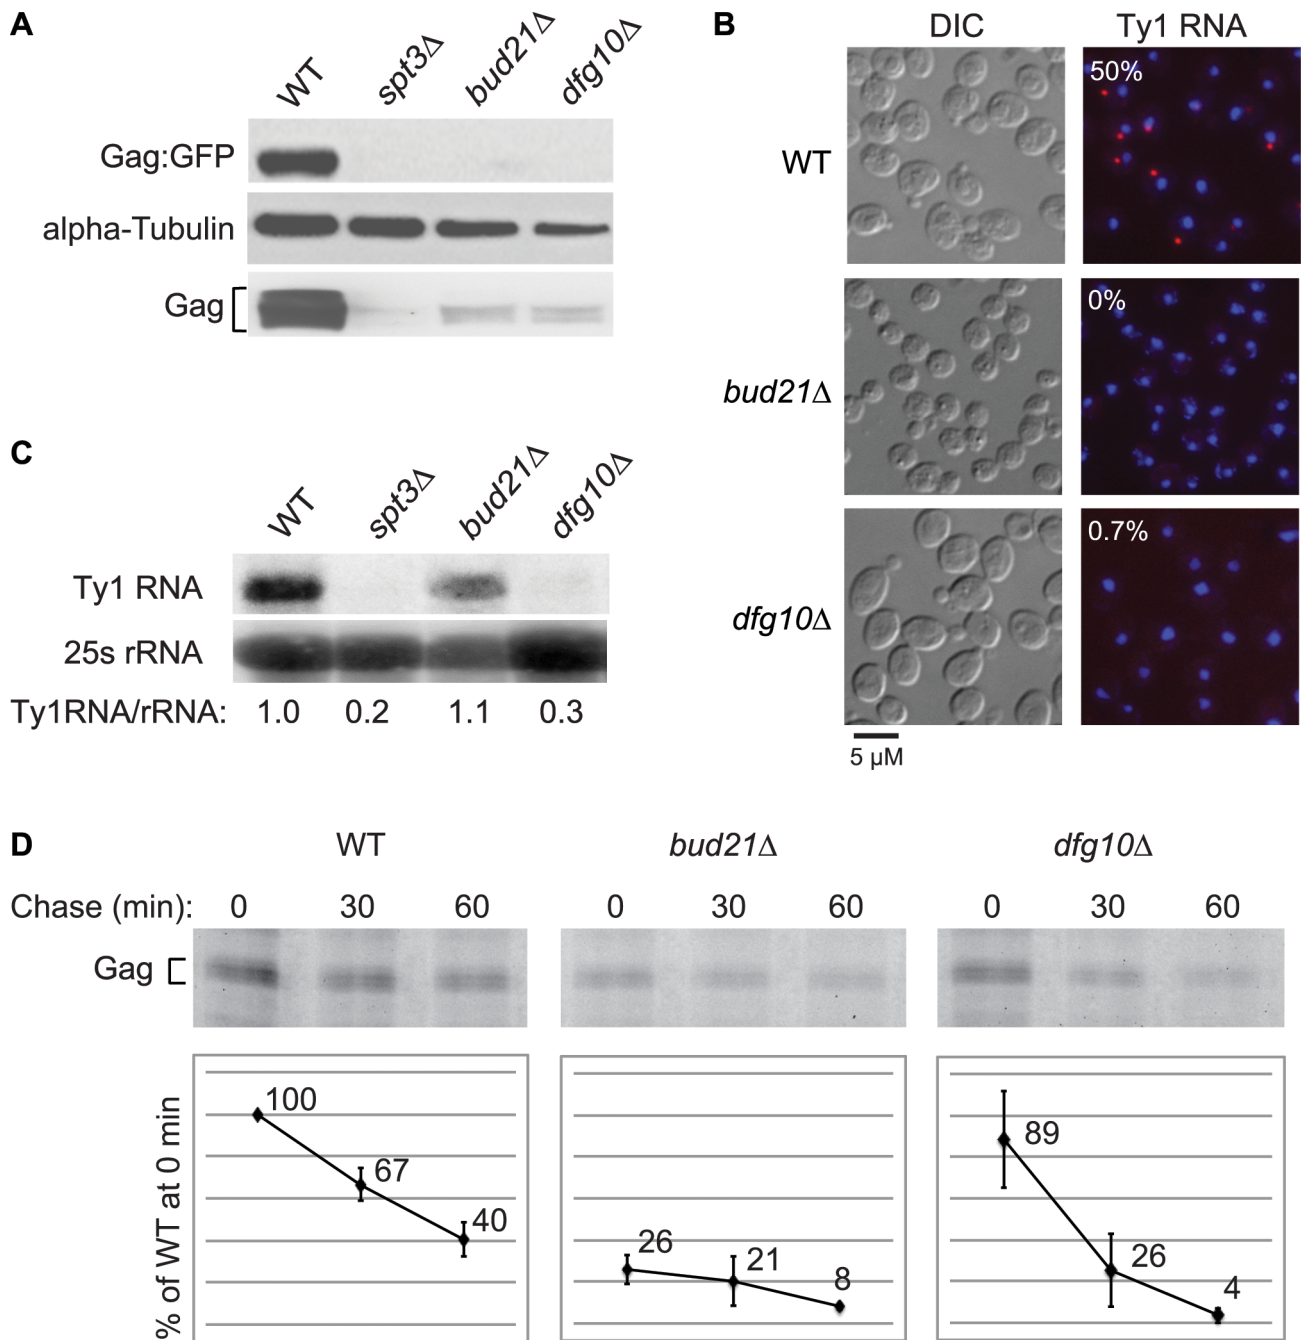 A
WT spt3Δ bud21Δ dfg10Δ
Gag:GFP
alpha-Tubulin
Gag
B
DIC Ty1 RNA
WT
50%
bud21Δ
0%
dfg10Δ
0.7%
5 µM
C
WT spt3Δ bud21Δ dfg10Δ
Ty1 RNA
25s rRNA
Ty1RNA/rRNA: 1.0 0.2 1.1 0.3
D
WT bud21Δ dfg10Δ
Chase (min): 0 30 60 0 30 60 0 30 60
Gag
% of WT at 0 min
100
67
40
26
21
8
89
26
4